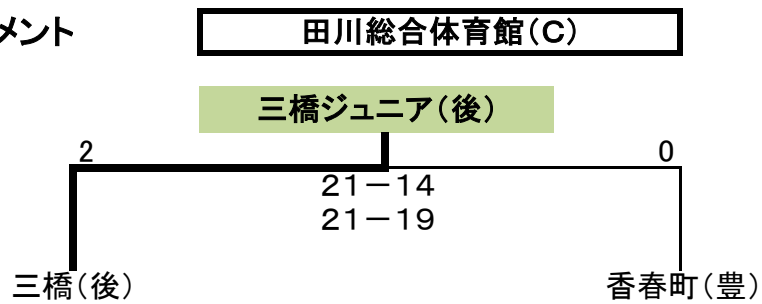 メント
田川総合体育館（C）
三橋ジュニア（後）
2
0
21－14
21－19
三橋（後）
香春町（豊）